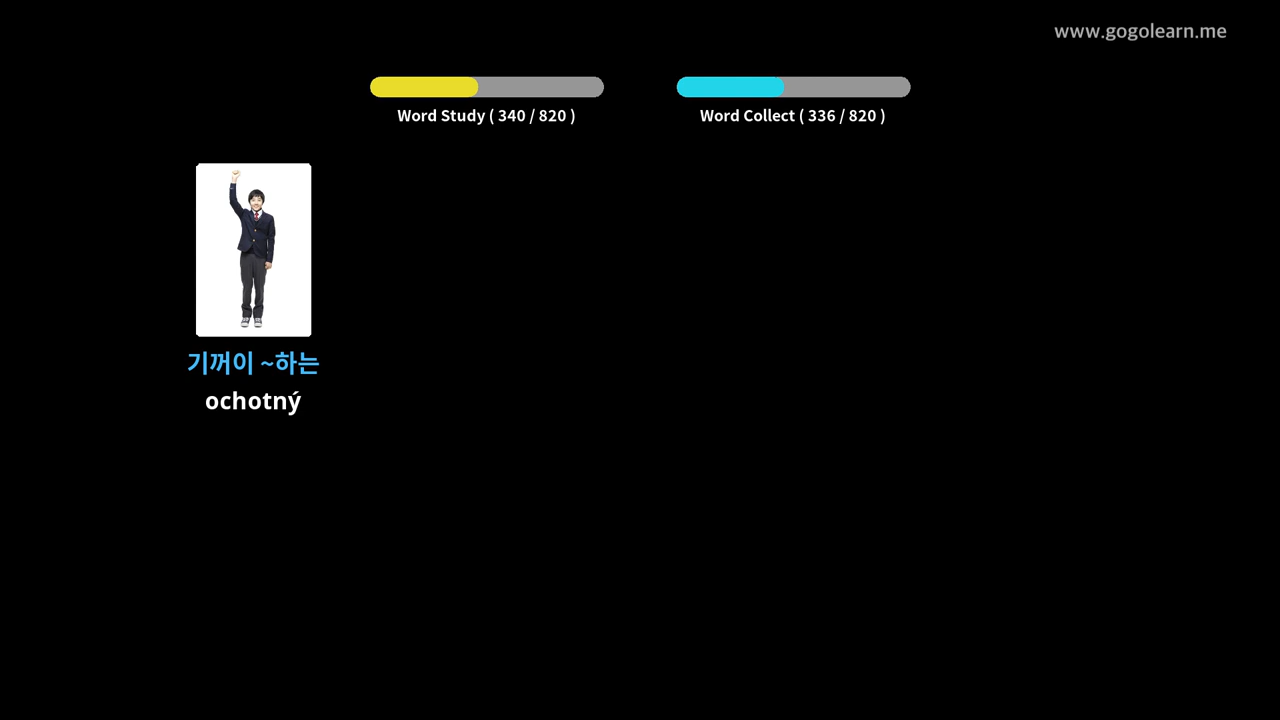 www.gogolearn.me
Word Study ( 340 / 820 )
Word Collect ( 336 / 820 )
기꺼이 ~하는
ochotný